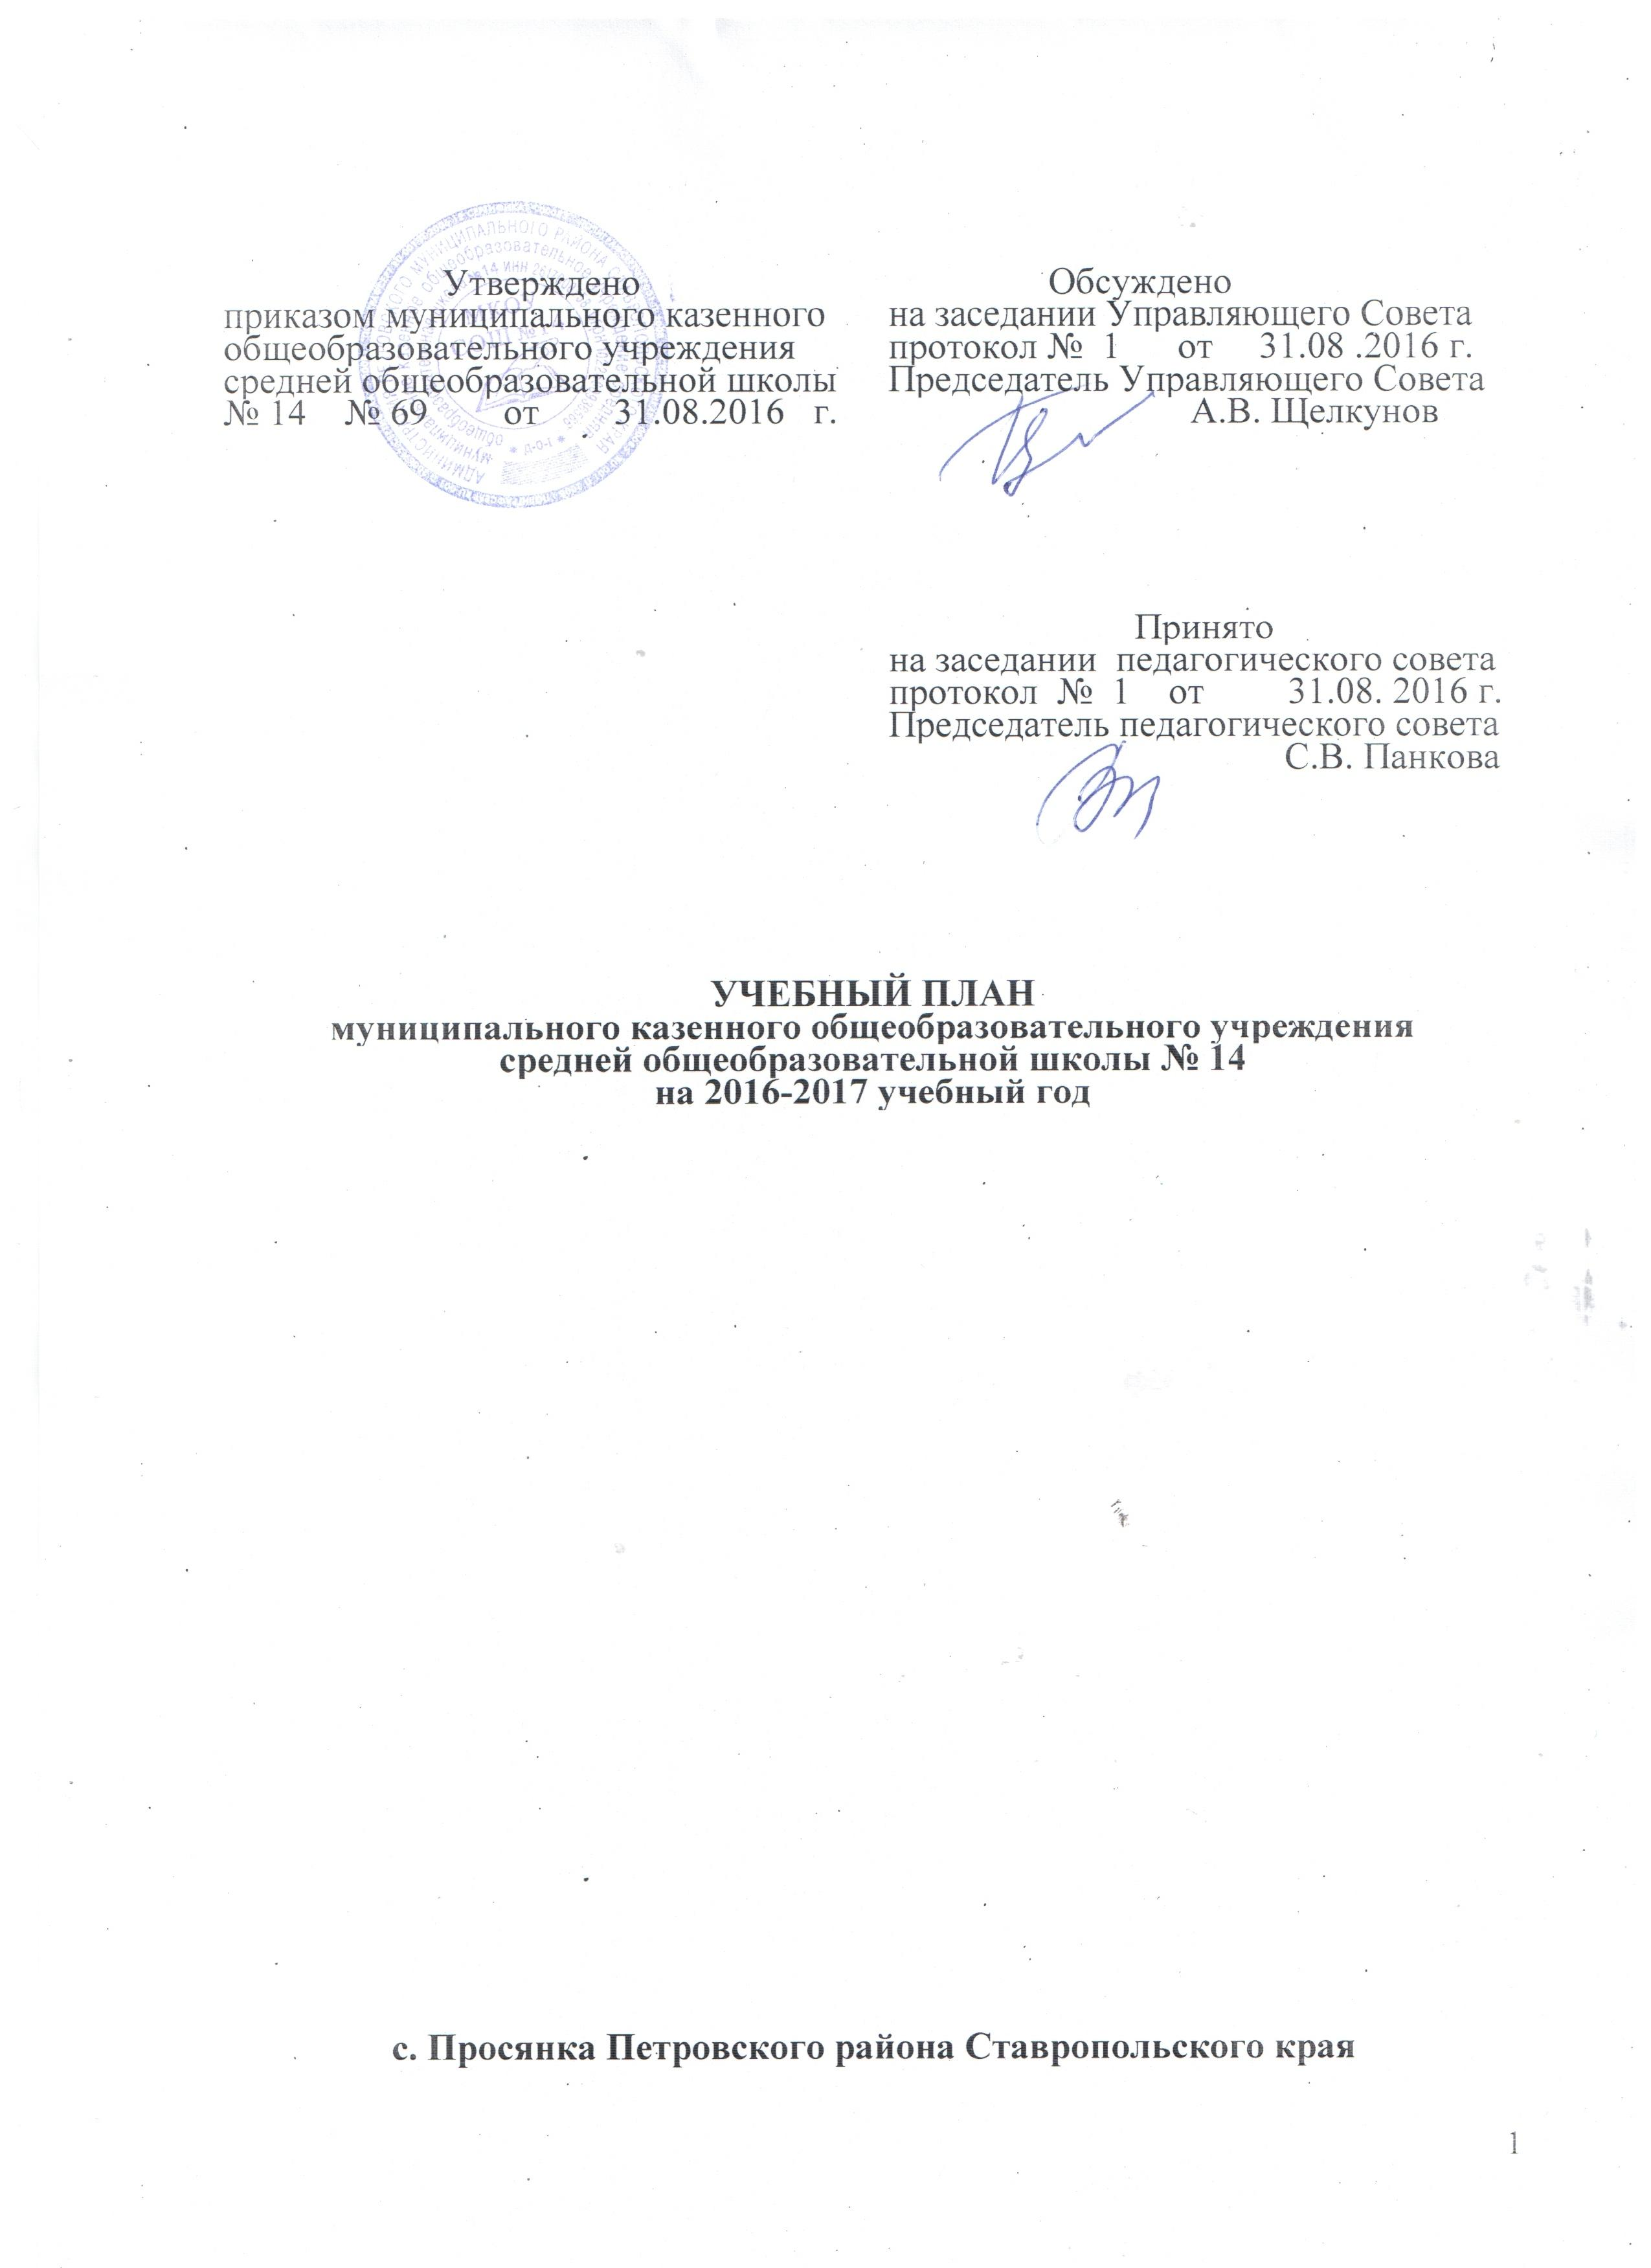 Утверждено
приказом муниципального казенного
общеобразовательного учреждения
средней общеобразовательной школы
№ 14 № 69 от 31.08.2016 г.
Обсуждено
на заседании Управляющего Совета
протокол № 1 от 31.08 .2016 г.
Председатель Управляющего Совета
А.В. Щелкунов
Принято
на заседании педагогического совета
протокол № 1 от 31.08. 2016 г.
Председатель педагогического совета
С.В. Панкова
МКОУ
СОШ №14
УЧЕБНЫЙ ПЛАН
муниципального казенного общеобразовательного учреждения
средней общеобразовательной школы № 14
на 2016-2017 учебный год
с. Просянка Петровского района Ставропольского края
1